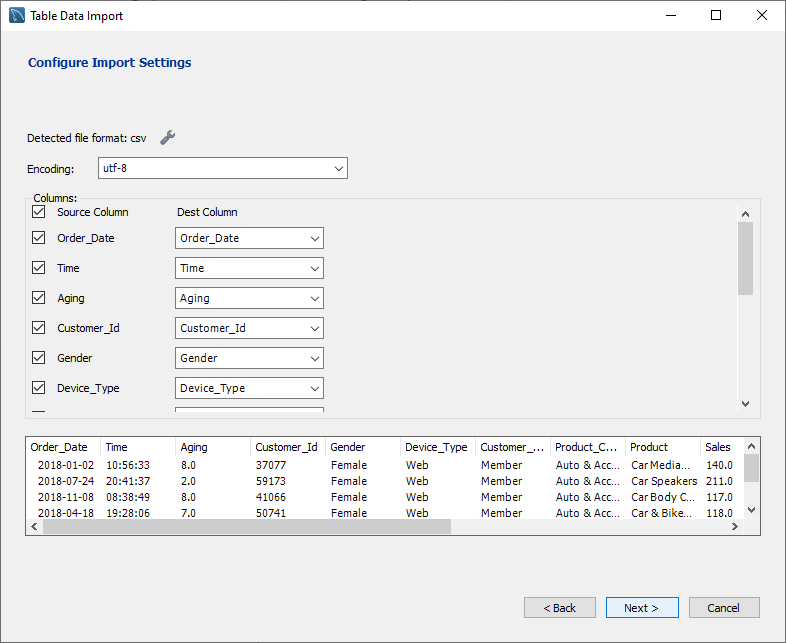 Table Data Import
Configure Import Settings
Detected file format: csv
Encoding: utf-8
Columns:
Source Column Dest Column
Order_Date Order_Date
Time Time
Aging Aging
Customer_Id Customer_Id
Gender Gender
Device_Type Device_Type
Order_Date Time Aging Customer_Id Gender Device_Type Customer_... Product_C... Product Sales
2018-01-02 10:56:33 8.0 37077 Female Web Member Auto & Acc... Car Media... 140.0
2018-07-24 20:41:37 2.0 59173 Female Web Member Auto & Acc... Car Speakers 211.0
2018-11-08 08:38:49 8.0 41066 Female Web Member Auto & Acc... Car Body C... 117.0
2018-04-18 19:28:06 7.0 50741 Female Web Member Auto & Acc... Car & Bike... 118.0
< Back Next > Cancel